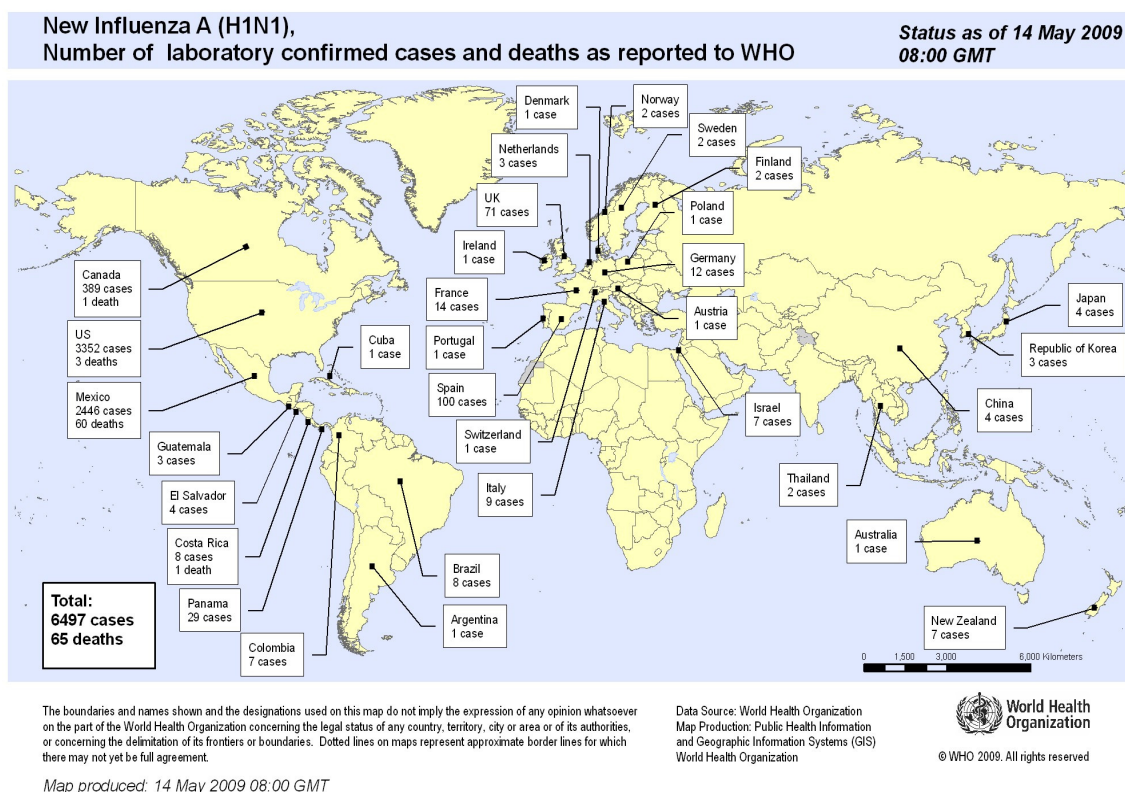 New Influenza A (H1N1),
Number of  laboratory confirmed cases and deaths as reported to WHO
Status as of 14 May 2009
08:00 GMT
Denmark
1 case
Norway
2 cases
Sweden
2 cases
Netherlands
3 cases
Finland
2 cases
UK
71 cases
Poland
1 case
Ireland
1 case
Germany
12 cases
Canada
389 cases
1 death
France
14 cases
Austria
1 case
Japan
4 cases
US
3352 cases
3 deaths
Cuba
1 case
Portugal
1 case
Republic of Korea
3 cases
Mexico
2446 cases
60 deaths
Spain
100 cases
Israel
7 cases
China
4 cases
Guatemala
3 cases
Switzerland
1 case
El Salvador
4 cases
Italy
9 cases
Thailand
2 cases
Costa Rica
8 cases
1 death
Brazil
8 cases
Australia
1 case
Panama
29 cases
Argentina
1 case
New Zealand
7 cases
Colombia
7 cases
Total:
6497 cases
65 deaths
0 1,500 3,000 6,000 Kilometers
The boundaries and names shown and the designations used on this map do not imply the expression of any opinion whatsoever
on the part of the World Health Organization concerning the legal status of any country, territory, city or area or of its authorities,
or concerning the delimitation of its frontiers or boundaries.  Dotted lines on maps represent approximate border lines for which
there may not yet be full agreement.
Data Source: World Health Organization
Map Production: Public Health Information
and Geographic Information Systems (GIS)
World Health Organization
World Health
Organization
© WHO 2009. All rights reserved
Map produced: 14 May 2009 08:00 GMT